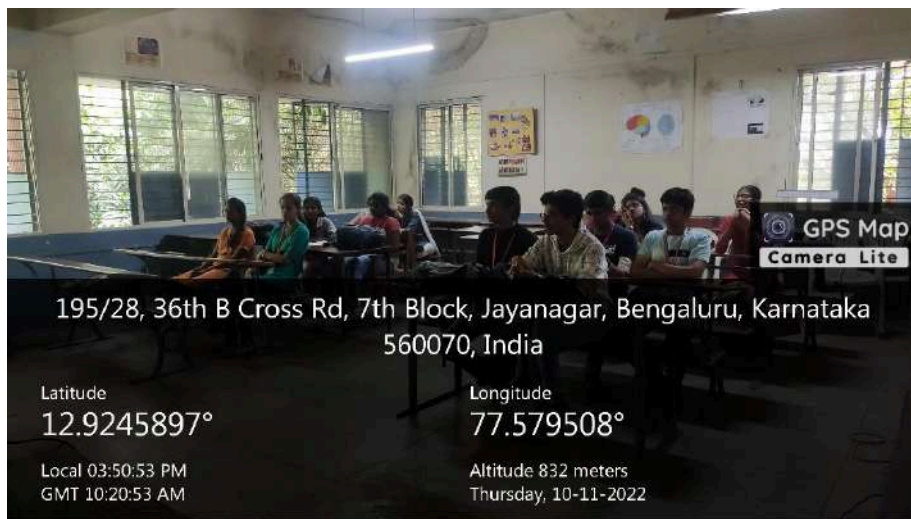 GPS Map
Camera Lite
195/28, 36th B Cross Rd, 7th Block, Jayanagar, Bengaluru, Karnataka
560070, India
Latitude
12.9245897°
Longitude
77.579508°
Local 03:50:53 PM
GMT 10:20:53 AM
Altitude 832 meters
Thursday, 10-11-2022